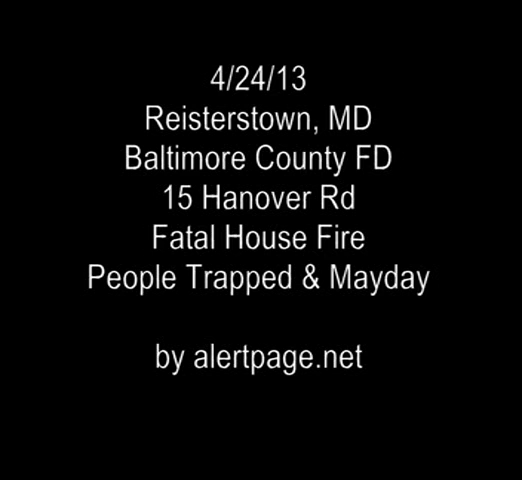 4/24/13
Reisterstown, MD
Baltimore County FD
15 Hanover Rd
Fatal House Fire
People Trapped & Mayday
by alertpage.net